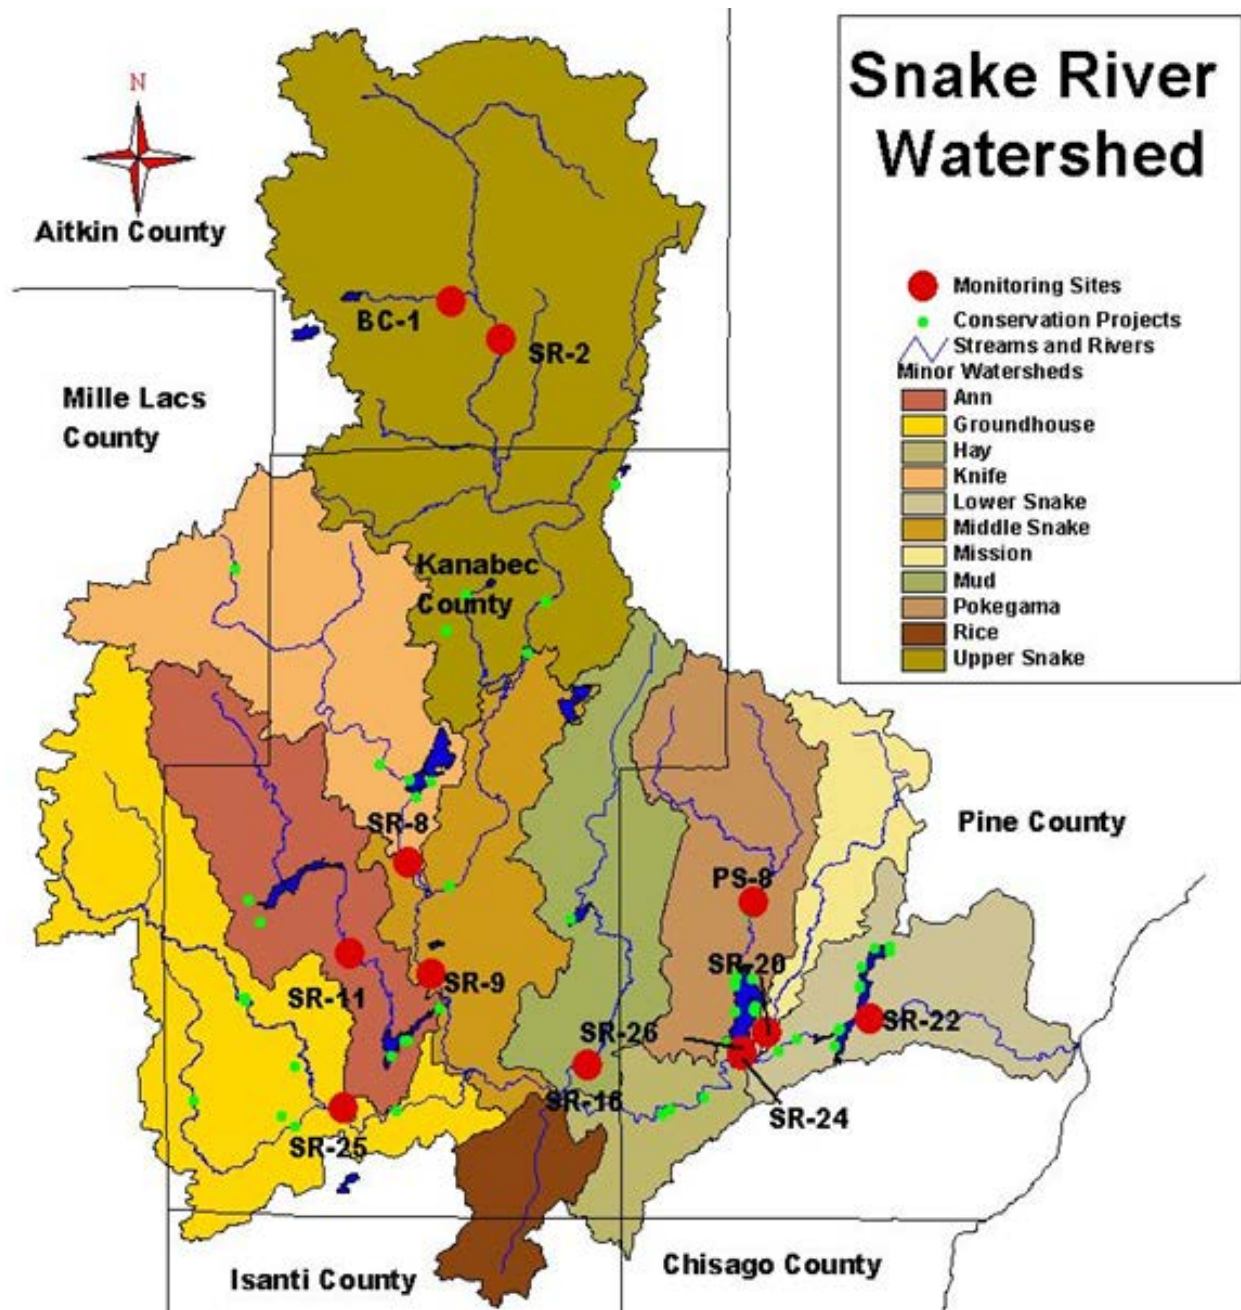 Snake River
Watershed
N
Aitkin County
Monitoring Sites
Conservation Projects
Streams and Rivers
Minor Watersheds
Ann
Groundhouse
Hay
Knife
Lower Snake
Middle Snake
Mission
Mud
Pokegama
Rice
Upper Snake
BC-1
SR-2
Mille Lacs
County
Kanabec
County
SR-8
Pine County
PS-8
SR-9
SR-20
SR-11
SR-26
SR-22
SR-16
SR-24
SR-25
Isanti County
Chisago County